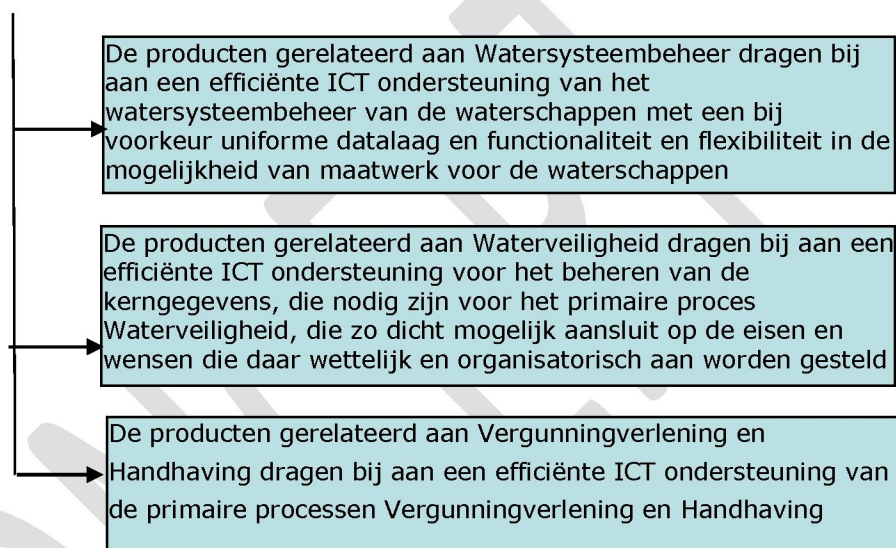 De producten gerelateerd aan Watersysteembeheer dragen bij
aan een efficiënte ICT ondersteuning van het
watersysteembeheer van de waterschappen met een bij
voorkeur uniforme datalaag en functionaliteit en flexibiliteit in de
mogelijkheid van maatwerk voor de waterschappen
De producten gerelateerd aan Waterveiligheid dragen bij aan een
efficiënte ICT ondersteuning voor het beheren van de
kerngegevens, die nodig zijn voor het primaire proces
Waterveiligheid, die zo dicht mogelijk aansluit op de eisen en
wensen die daar wettelijk en organisatorisch aan worden gesteld
De producten gerelateerd aan Vergunningverlening en
Handhaving dragen bij aan een efficiënte ICT ondersteuning van
de primaire processen Vergunningverlening en Handhaving